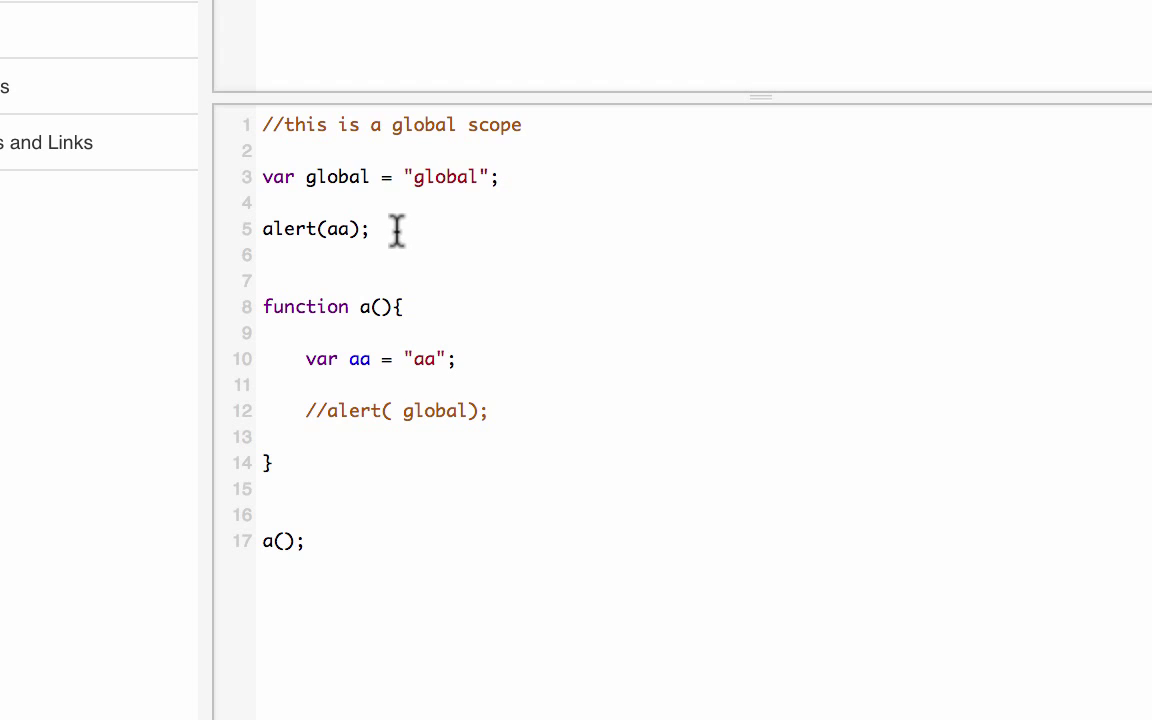 s
s and Links
1 //this is a global scope
2
3 var global = "global";
4
5 alert(aa);
6
7
8 function a(){
9
10     var aa = "aa";
11
12     //alert( global);
13
14 }
15
16
17 a();